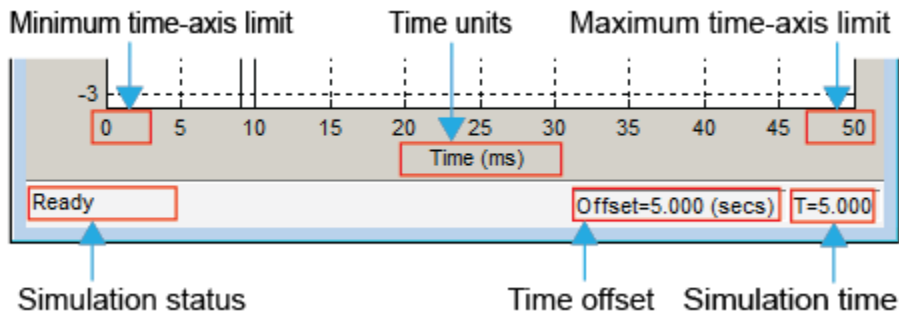 Minimum time-axis limit Time units Maximum time-axis limit
-3
0 5 10 15 20 25 30 35 40 45 50
Time (ms)
Ready Offset=5.000 (secs) T=5.000
Simulation status Time offset Simulation time